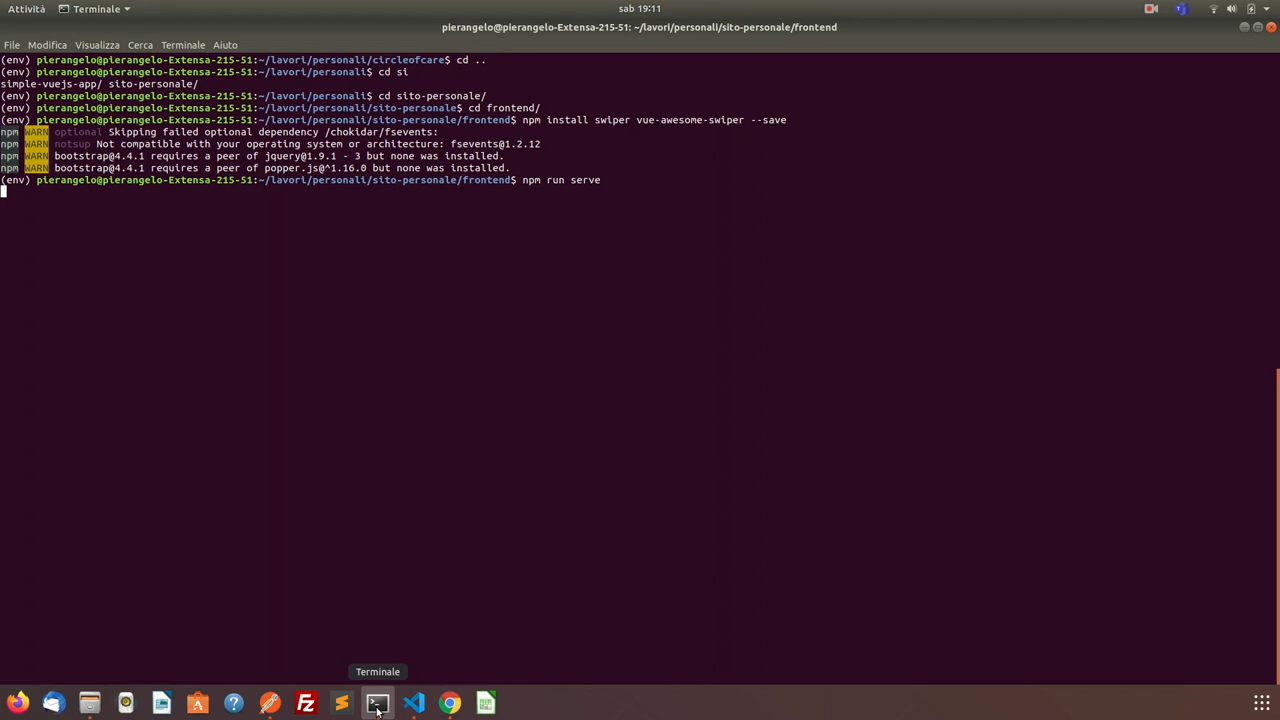 Attività Terminale sab 19:11
pierangelo@pierangelo-Extensa-215-51: ~/lavori/personali/sito-personale/frontend
File Modifica Visualizza Cerca Terminale Aiuto
(env) pierangelo@pierangelo-Extensa-215-51:~/lavori/personali/circleofcare$ cd ..
(env) pierangelo@pierangelo-Extensa-215-51:~/lavori/personali$ cd si
simple-vuejs-app/ sito-personale/
(env) pierangelo@pierangelo-Extensa-215-51:~/lavori/personali$ cd sito-personale/
(env) pierangelo@pierangelo-Extensa-215-51:~/lavori/personali/sito-personale$ cd frontend/
(env) pierangelo@pierangelo-Extensa-215-51:~/lavori/personali/sito-personale/frontend$ npm install swiper vue-awesome-swiper --save
npm WARN optional Skipping failed optional dependency /chokidar/fsevents:
npm WARN notsup Not compatible with your operating system or architecture: fsevents@1.2.12
npm WARN bootstrap@4.4.1 requires a peer of jquery@1.9.1 - 3 but none was installed.
npm WARN bootstrap@4.4.1 requires a peer of popper.js@^1.16.0 but none was installed.
(env) pierangelo@pierangelo-Extensa-215-51:~/lavori/personali/sito-personale/frontend$ npm run serve
Terminale